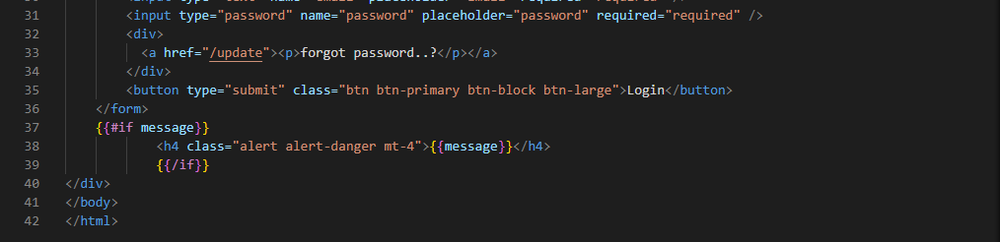 31 <input type="password" name="password" placeholder="password" required="required" />
32 <div>
33 <a href="/update"><p>forgot password..?</p></a>
34 </div>
35 <button type="submit" class="btn btn-primary btn-block btn-large">Login</button>
36 </form>
37 {{#if message}}
38 <h4 class="alert alert-danger mt-4">{{message}}</h4>
39 {{/if}}
40 </div>
41 </body>
42 </html>